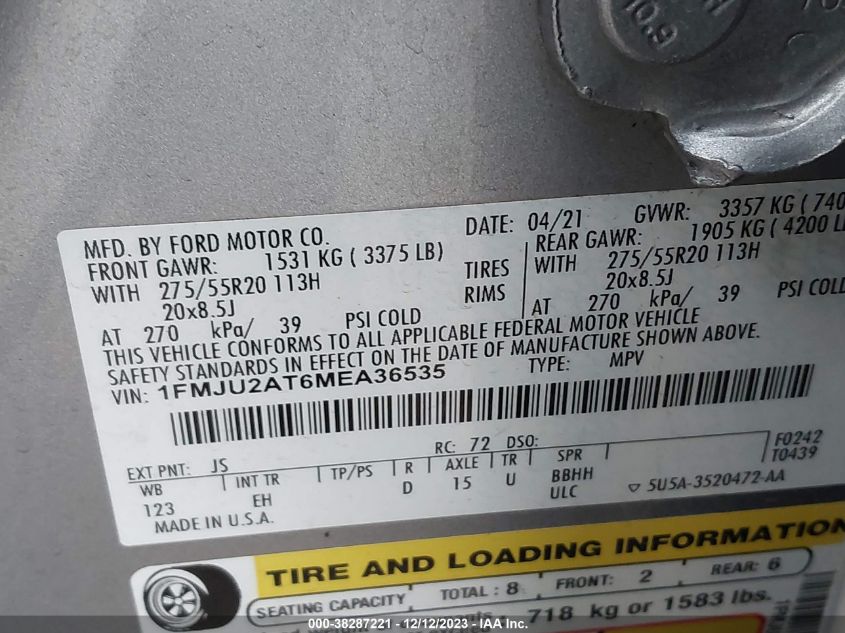 10.9
MFD. BY FORD MOTOR CO. DATE: 04/21 GVWR: 3357 KG ( 740
FRONT GAWR: 1531 KG ( 3375 LB) REAR GAWR: 1905 KG ( 4200 L
WITH 275/55R20 113H TIRES WITH 275/55R20 113H
20x8.5J RIMS 20x8.5J
AT 270 kPa/ 39 PSI COLD AT 270 kPa/ 39 PSI COLD
THIS VEHICLE CONFORMS TO ALL APPLICABLE FEDERAL MOTOR VEHICLE
SAFETY STANDARDS IN EFFECT ON THE DATE OF MANUFACTURE SHOWN ABOVE.
VIN: 1FMJU2AT6MEA36535 TYPE: MPV
RC: 72 DSO: F0242
EXT PNT: JS T0439
WB INT TR TP/PS R AXLE TR SPR
123 EH D 15 U BBHH
MADE IN U.S.A. ULC ▽ 5U5A-3520472-AA
TIRE AND LOADING INFORMATION
SEATING CAPACITY TOTAL : 8 FRONT: 2 REAR: 6
718 kg or 1583 lbs.
000-38287221 - 12/12/2023 - IAA Inc.